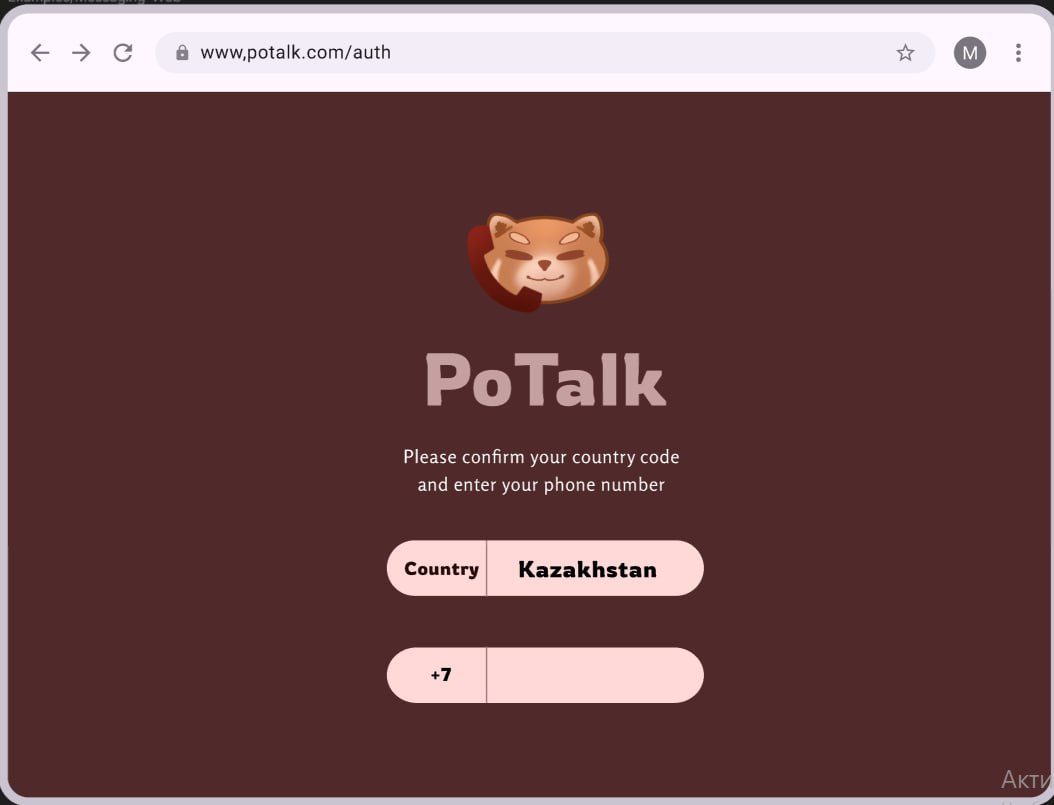 www,potalk.com/auth
M
PoTalk
Please confirm your country code
and enter your phone number
Country Kazakhstan
+7
Акти